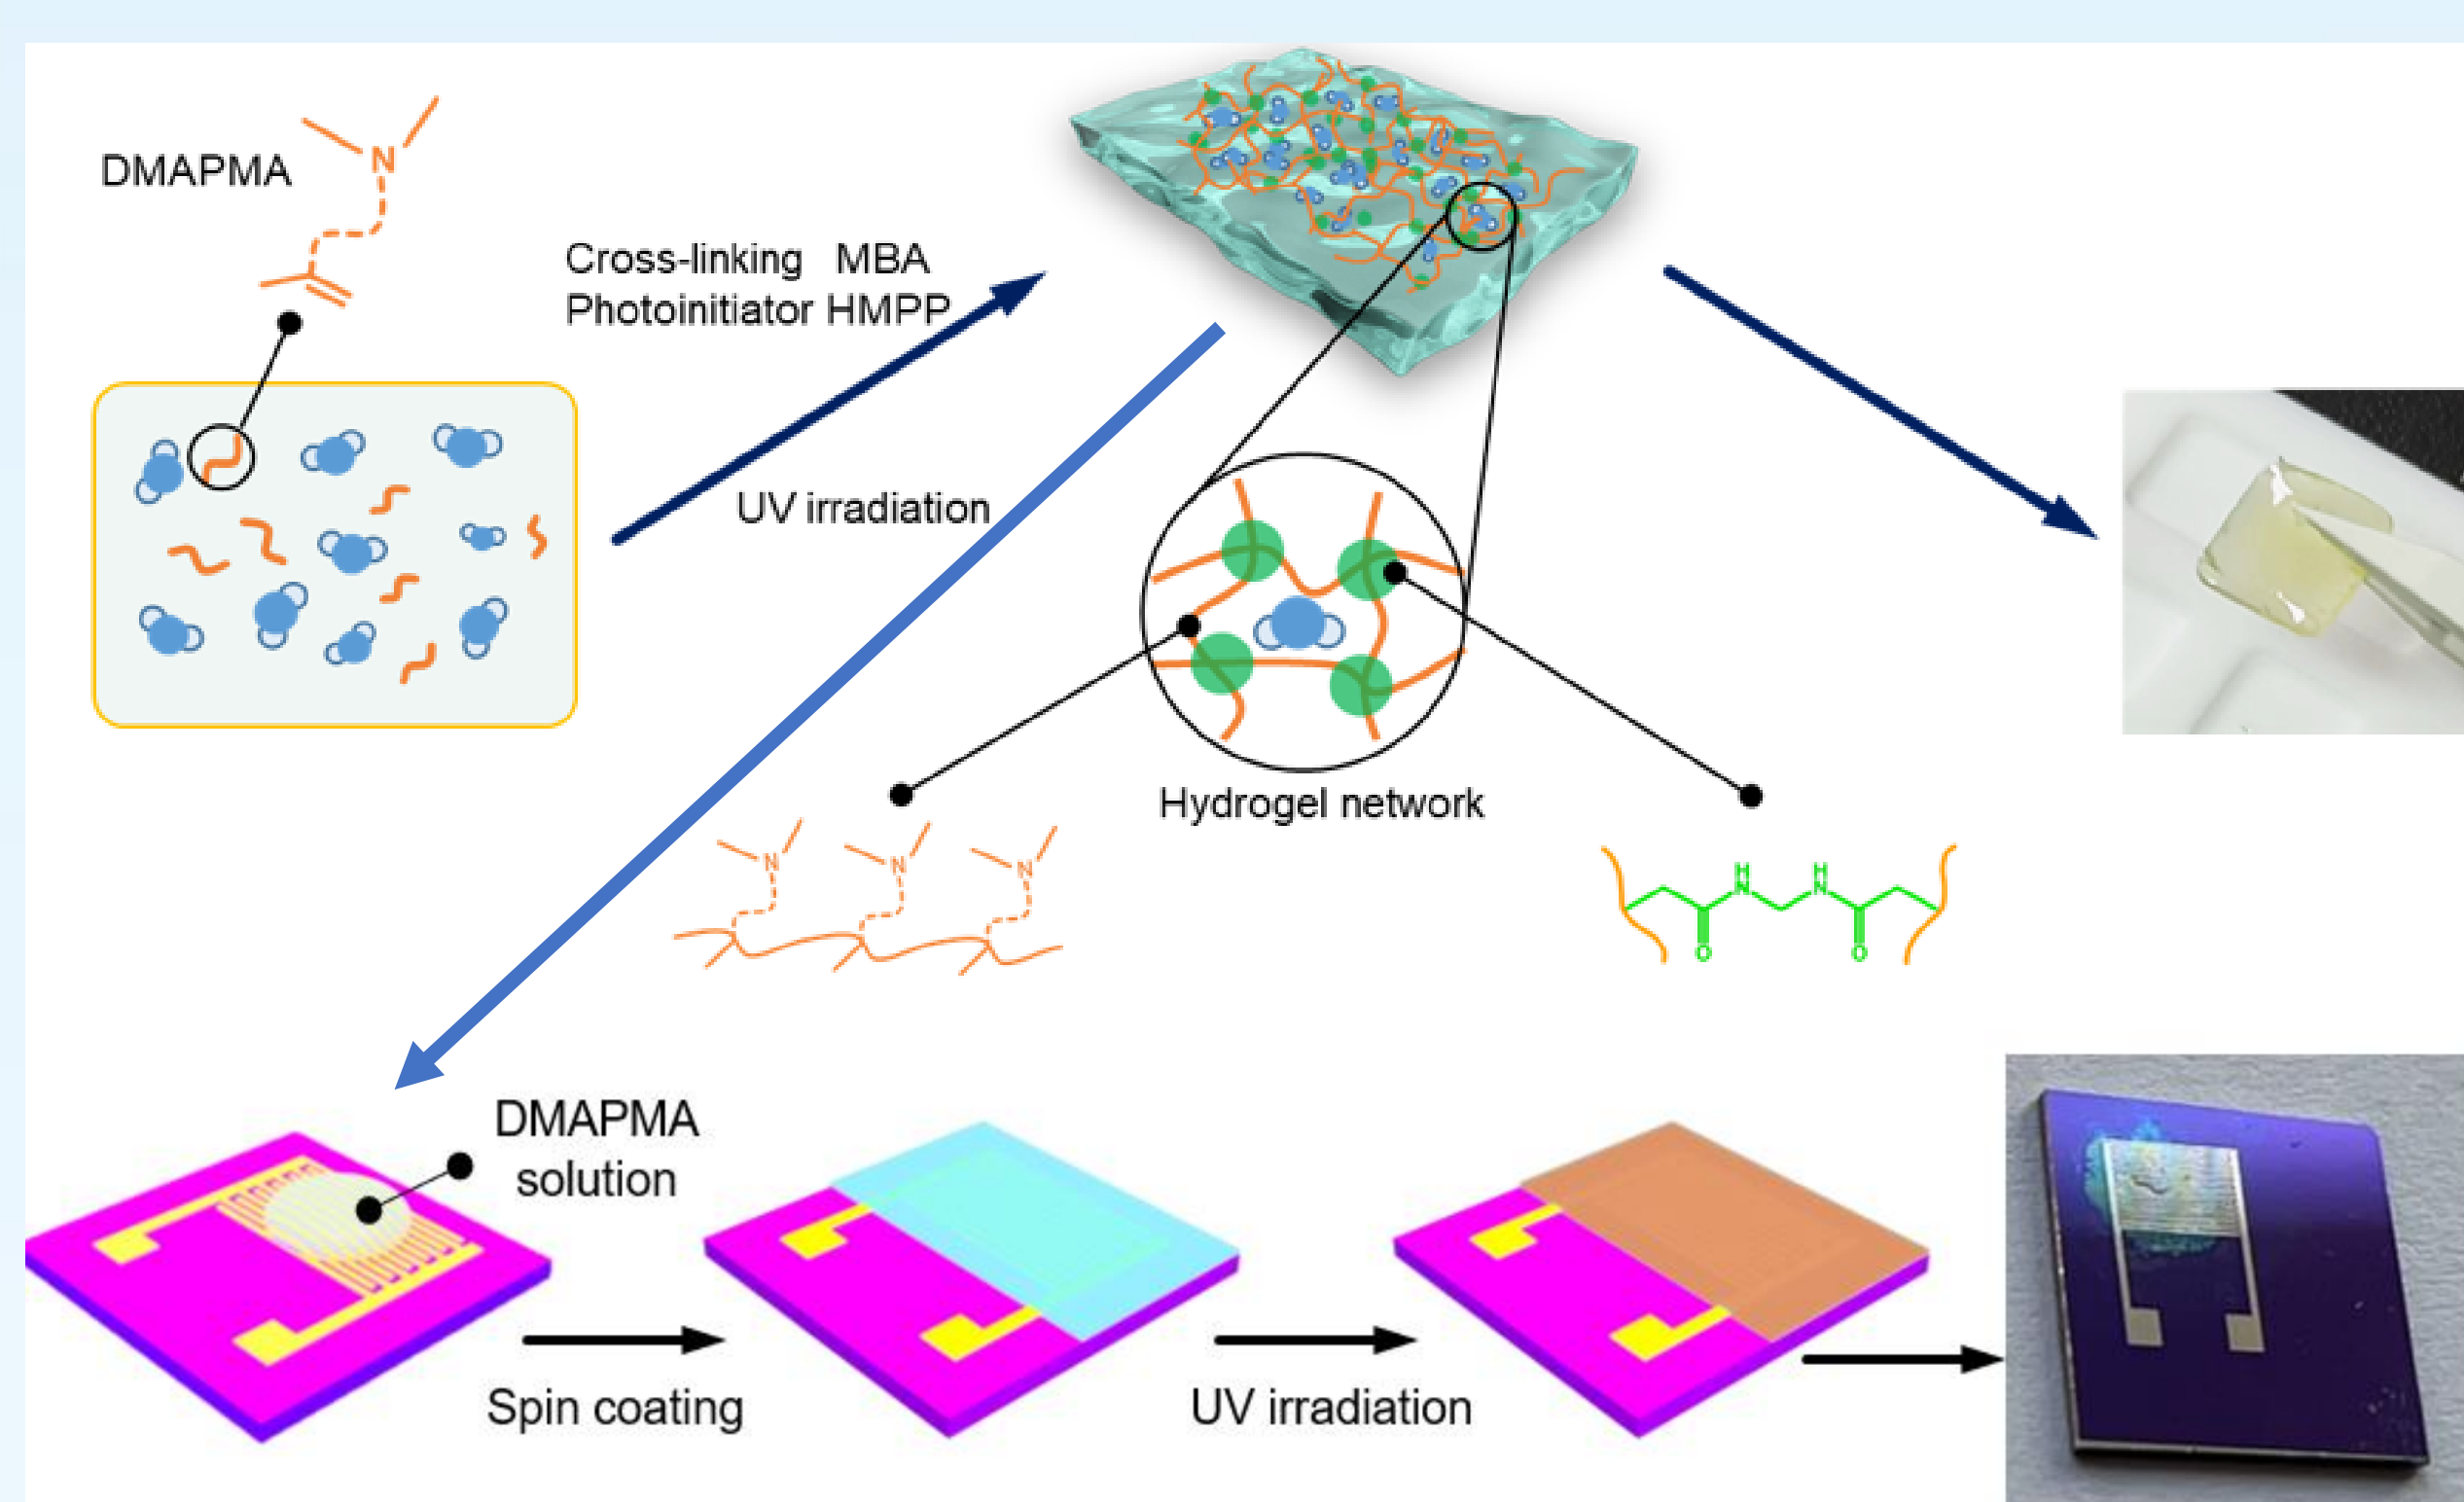 N
DMAPMA
Cross-linking MBA
Photoinitiator HMPP
UV irradiation
Hydrogel network
N
N
N
H
N
H
N
O
O
DMAPMA
solution
Spin coating
UV irradiation